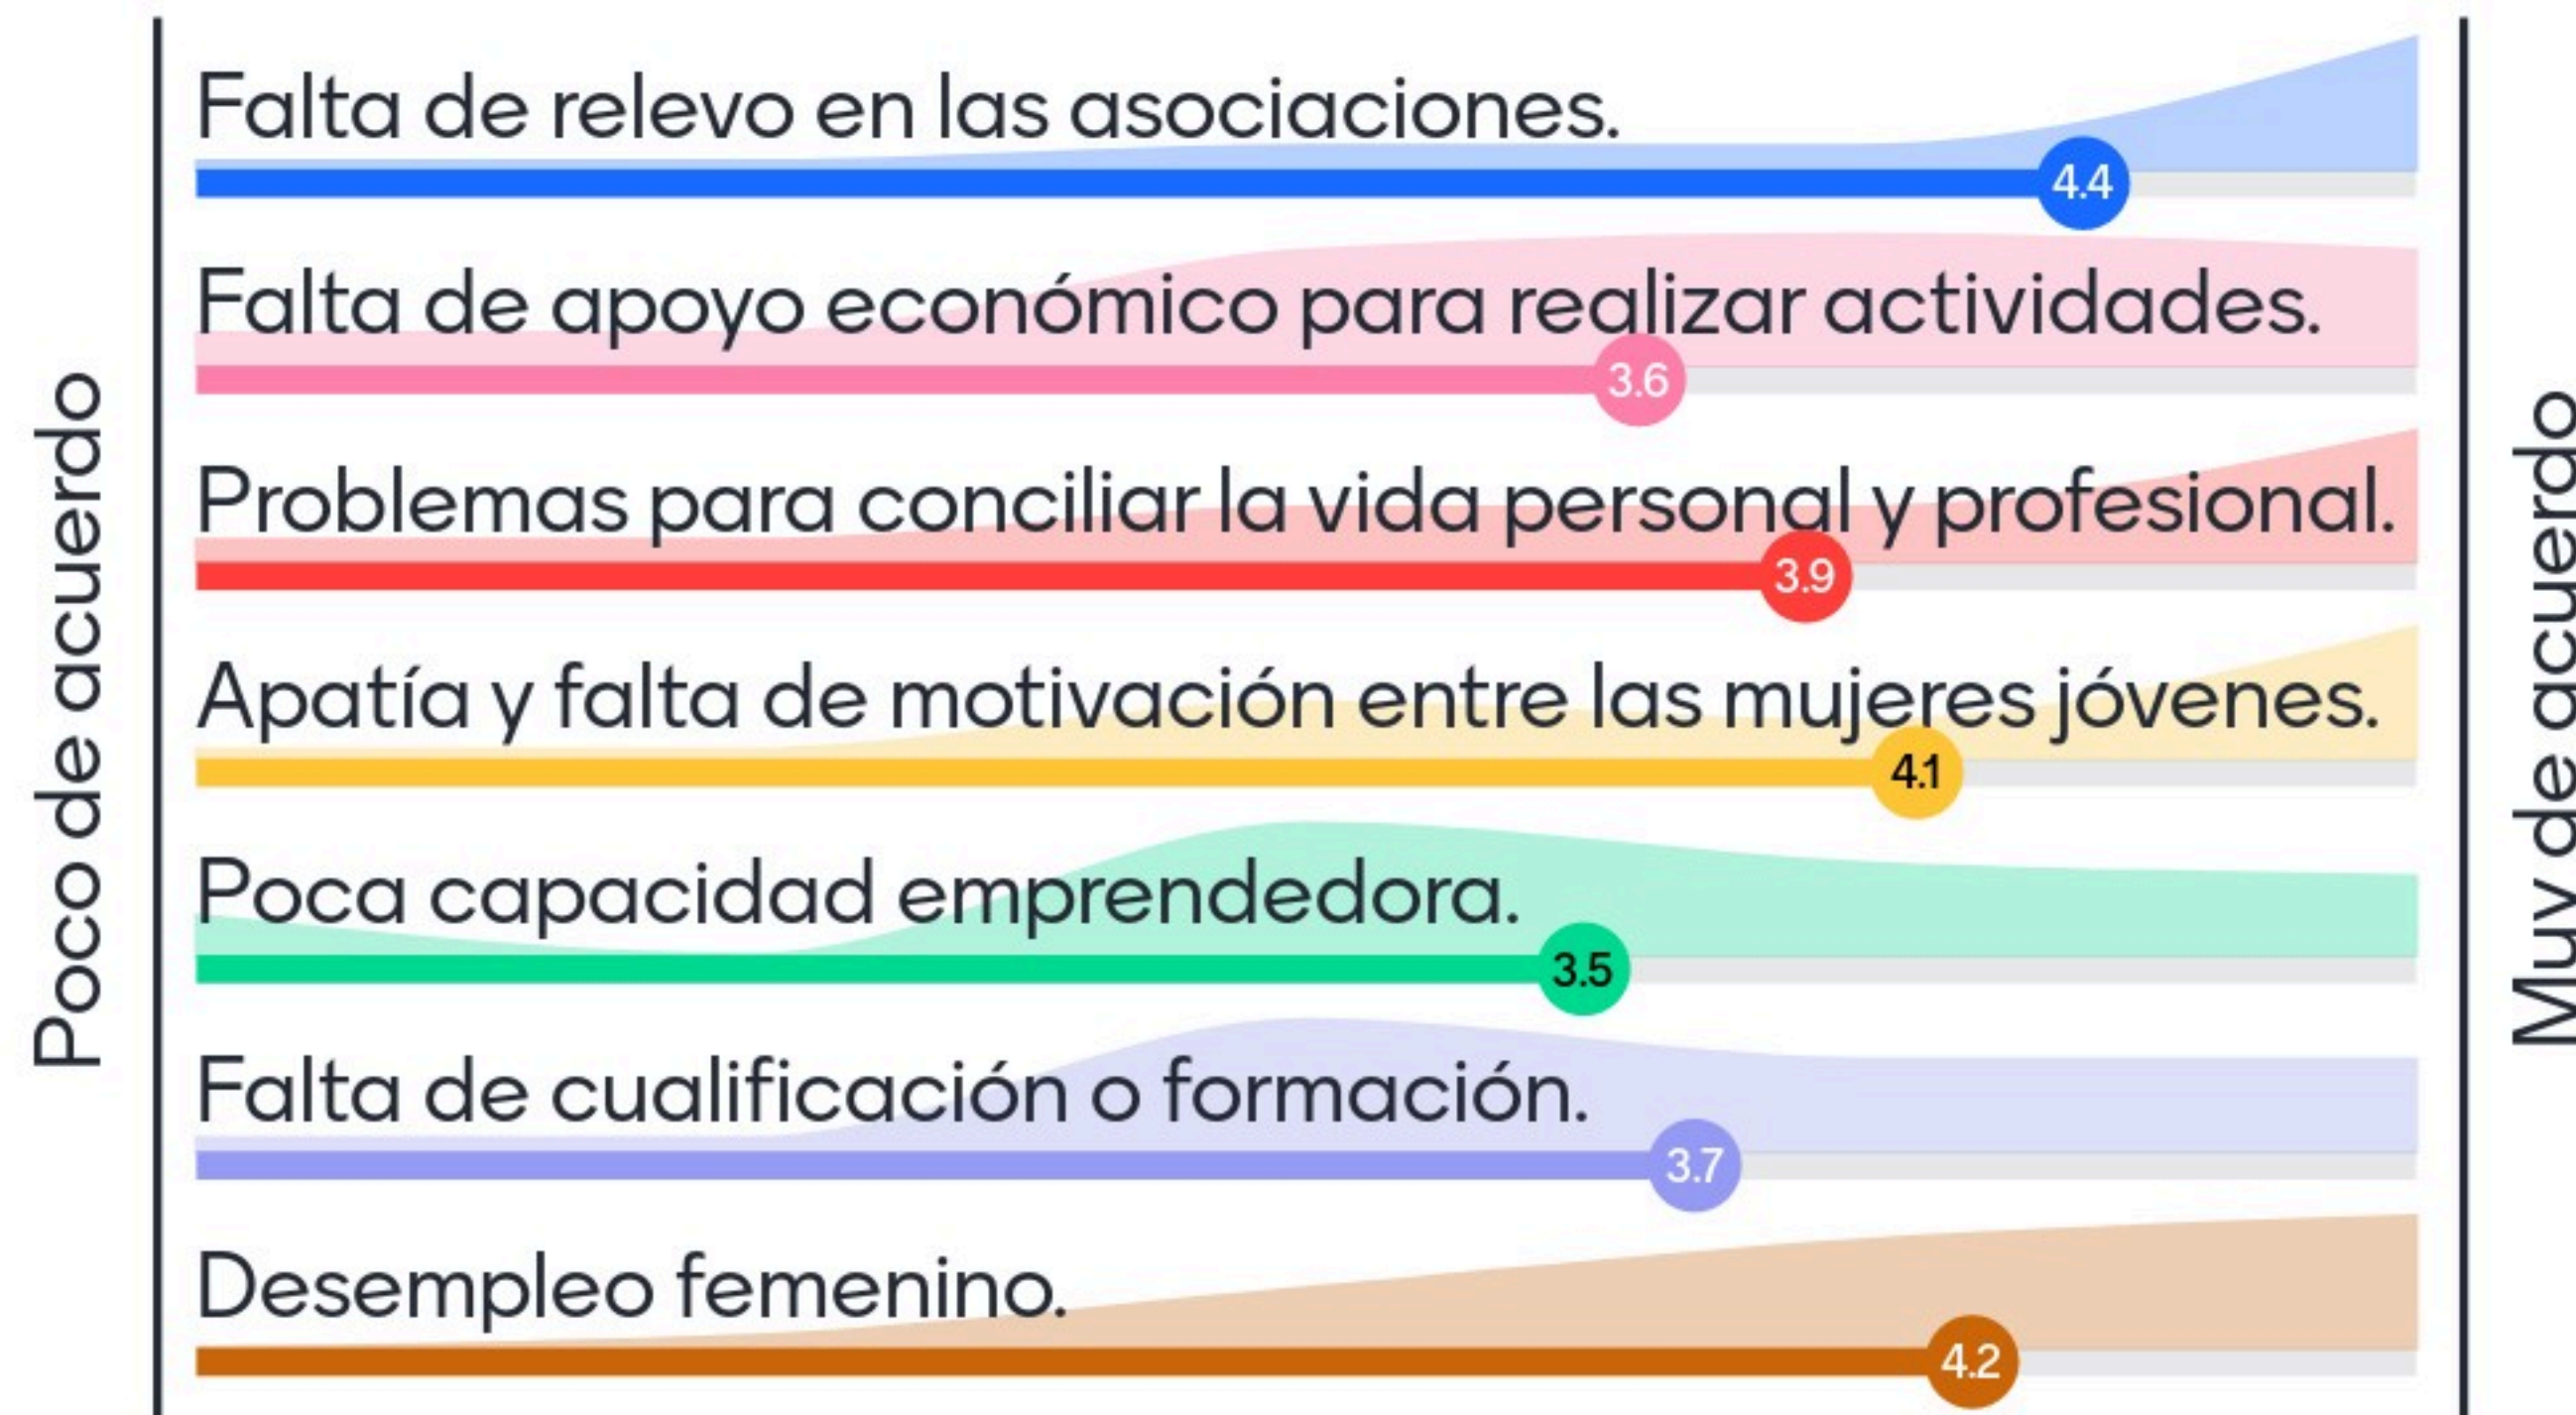 Poco de acuerdo
Falta de relevo en las asociaciones.
4.4
Falta de apoyo económico para realizar actividades.
3.6
Problemas para conciliar la vida personal y profesional.
3.9
Apatía y falta de motivación entre las mujeres jóvenes.
4.1
Poca capacidad emprendedora.
3.5
Falta de cualificación o formación.
3.7
Desempleo femenino.
4.2
Muy de acuerdo